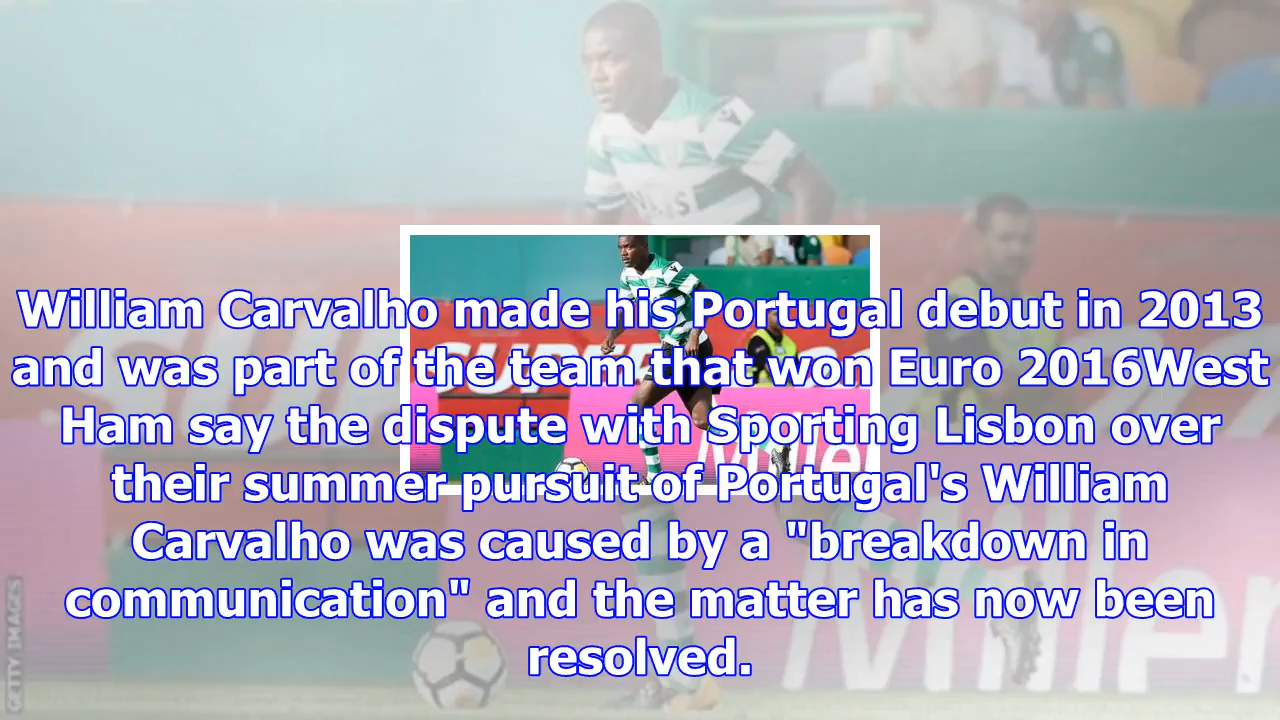 William Carvalho made his Portugal debut in 2013
and was part of the team that won Euro 2016West
Ham say the dispute with Sporting Lisbon over
their summer pursuit of Portugal's William
Carvalho was caused by a "breakdown in
communication" and the matter has now been
resolved.
GETTY IMAGES